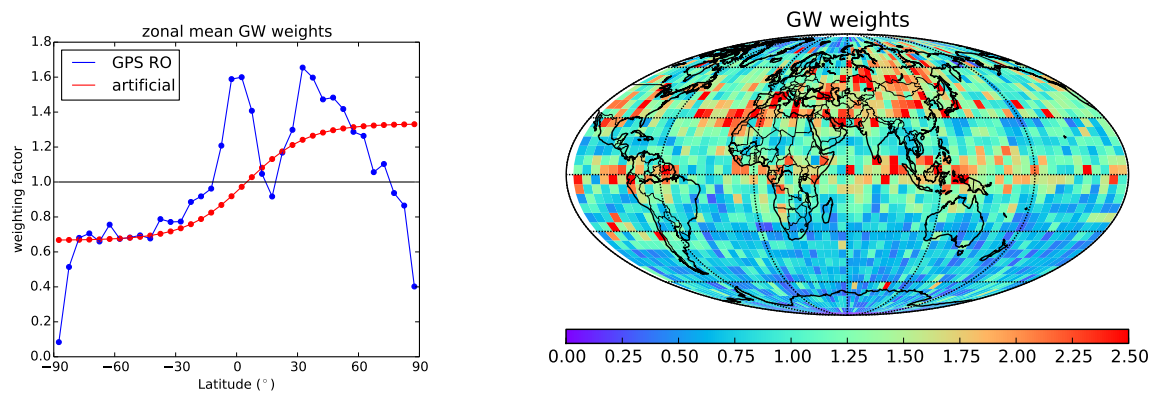 zonal mean GW weights
1.8
1.6
1.4
1.2
1.0
0.8
0.6
0.4
0.2
0.0
weighting factor
GPS RO
artificial
−90 −60 −30 0 30 60 90
Latitude (°)
GW weights
0.00 0.25 0.50 0.75 1.00 1.25 1.50 1.75 2.00 2.25 2.50